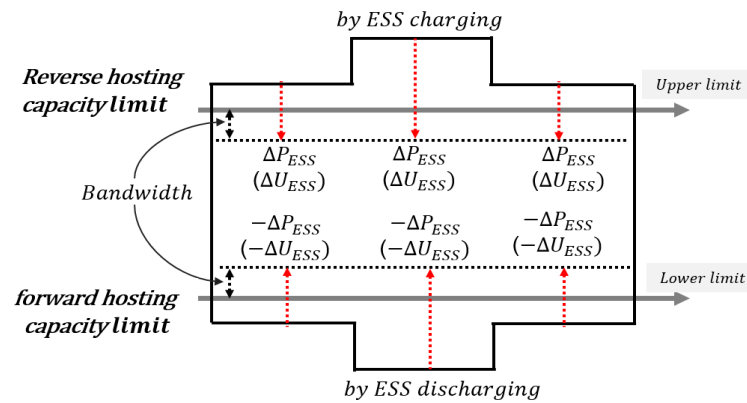 by ESS charging
Reverse hosting
capacity limit
Upper limit
ΔP_ESS ΔP_ESS ΔP_ESS
(ΔU_ESS) (ΔU_ESS) (ΔU_ESS)
Bandwidth
−ΔP_ESS −ΔP_ESS −ΔP_ESS
(−ΔU_ESS) (−ΔU_ESS) (−ΔU_ESS)
Lower limit
forward hosting
capacity limit
by ESS discharging